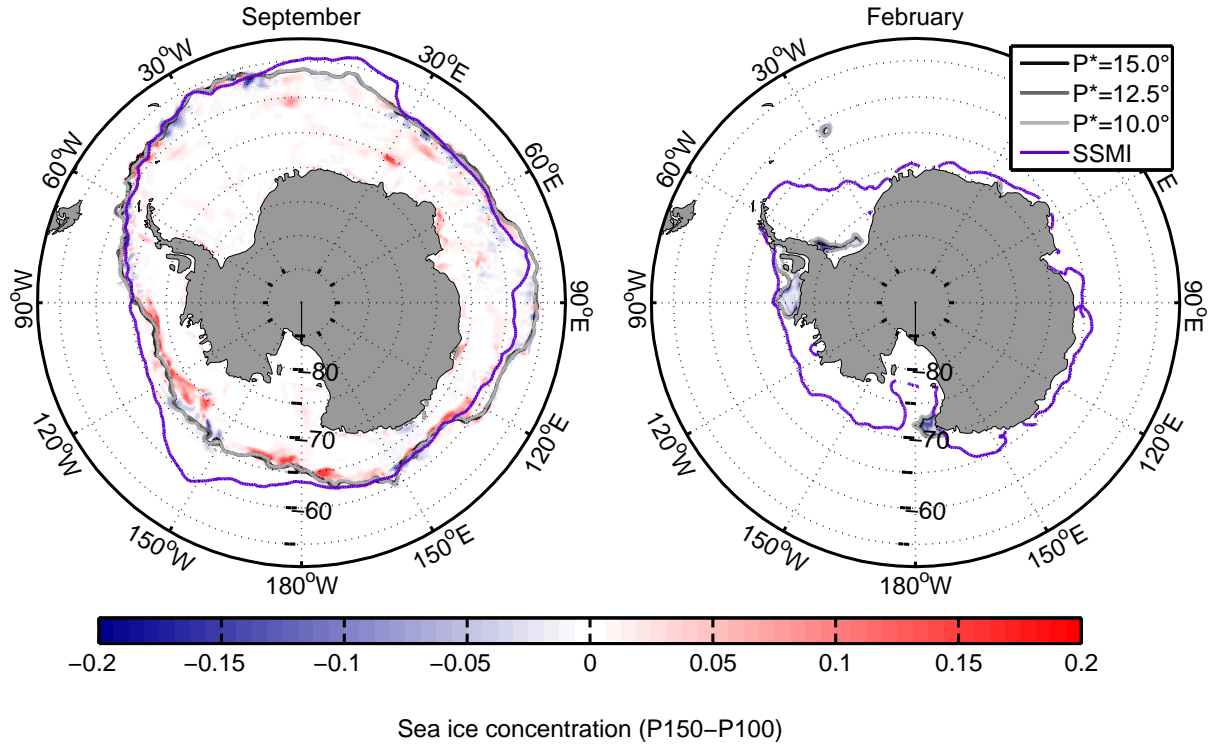 September
30°W
30°E
60°W
60°E
90°W
90°E
120°W
120°E
150°W
150°E
180°W
−80
−70
−60
February
P*=15.0°
P*=12.5°
P*=10.0°
SSMI
30°W
60°W
E
90°W
90°E
120°W
120°E
150°W
150°E
180°W
−80
−70
−60
−0.2 −0.15 −0.1 −0.05 0 0.05 0.1 0.15 0.2
Sea ice concentration (P150−P100)